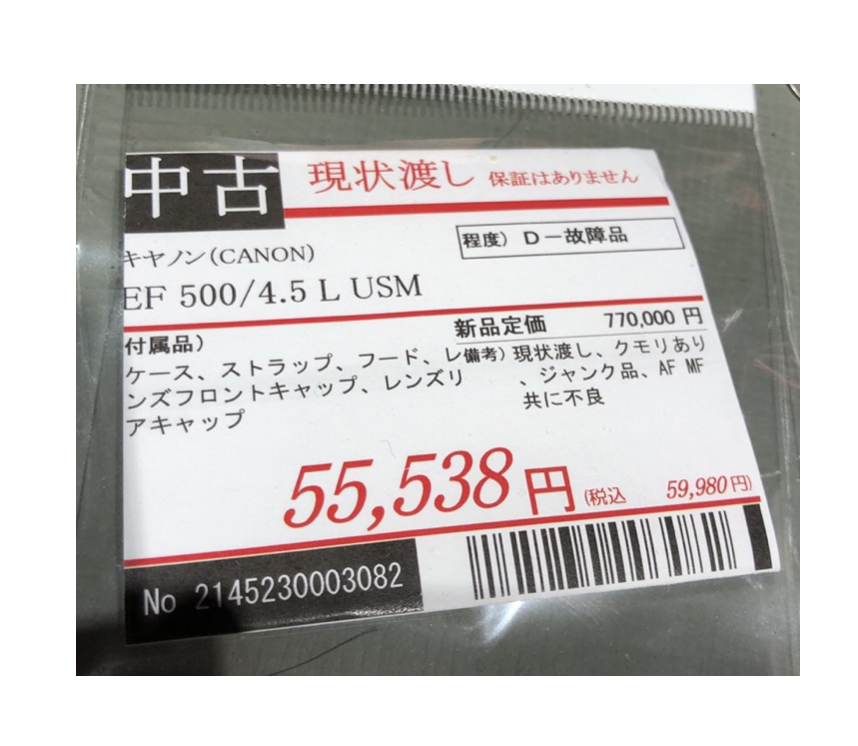 中古 現状渡し 保証はありません
程度) D－故障品
キヤノン(CANON)
EF 500/4.5 L USM
新品定価 770,000 円
付属品)
ケース、ストラップ、フード、レ
ンズフロントキャップ、レンズリ
アキャップ
備考) 現状渡し、クモリあり
、ジャンク品、AF MF
共に不良
55,538 円 (税込 59,980円)
No 2145230003082